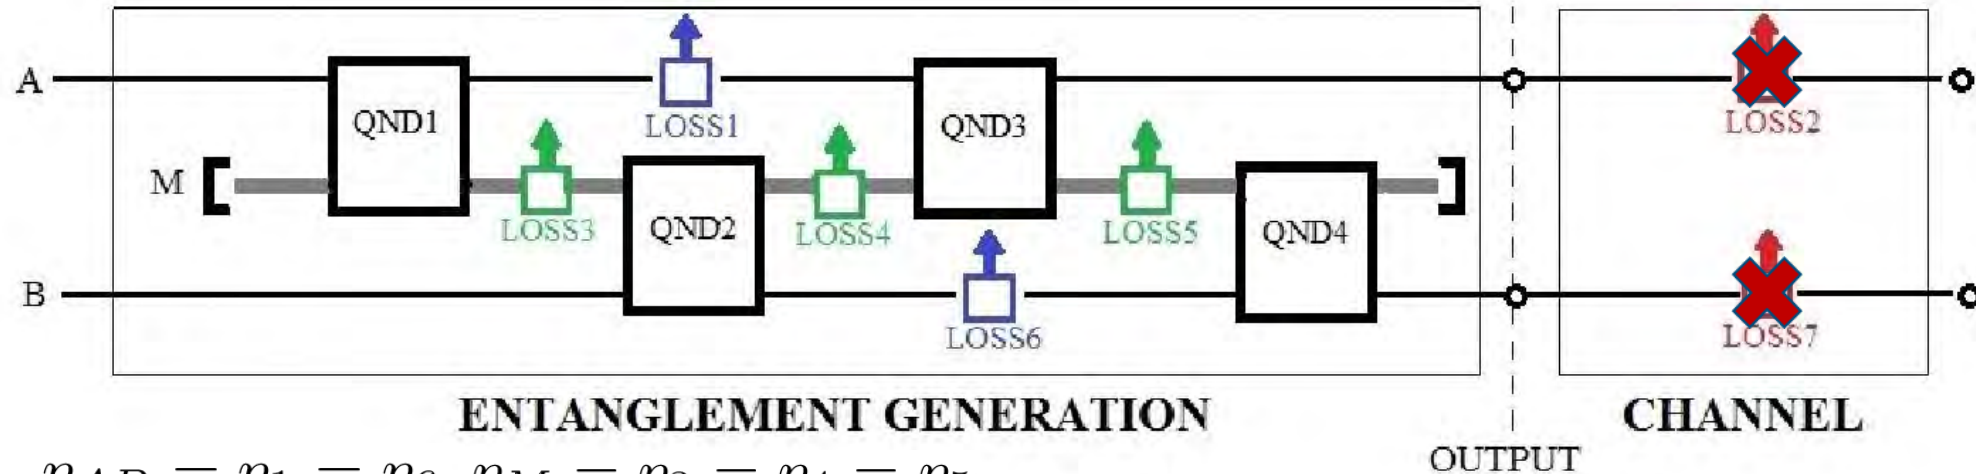 A
QND1
LOSS1
QND3
LOSS2
M
LOSS3
QND2
LOSS4
LOSS5
QND4
B
LOSS6
LOSS7
ENTANGLEMENT GENERATION
CHANNEL
OUTPUT